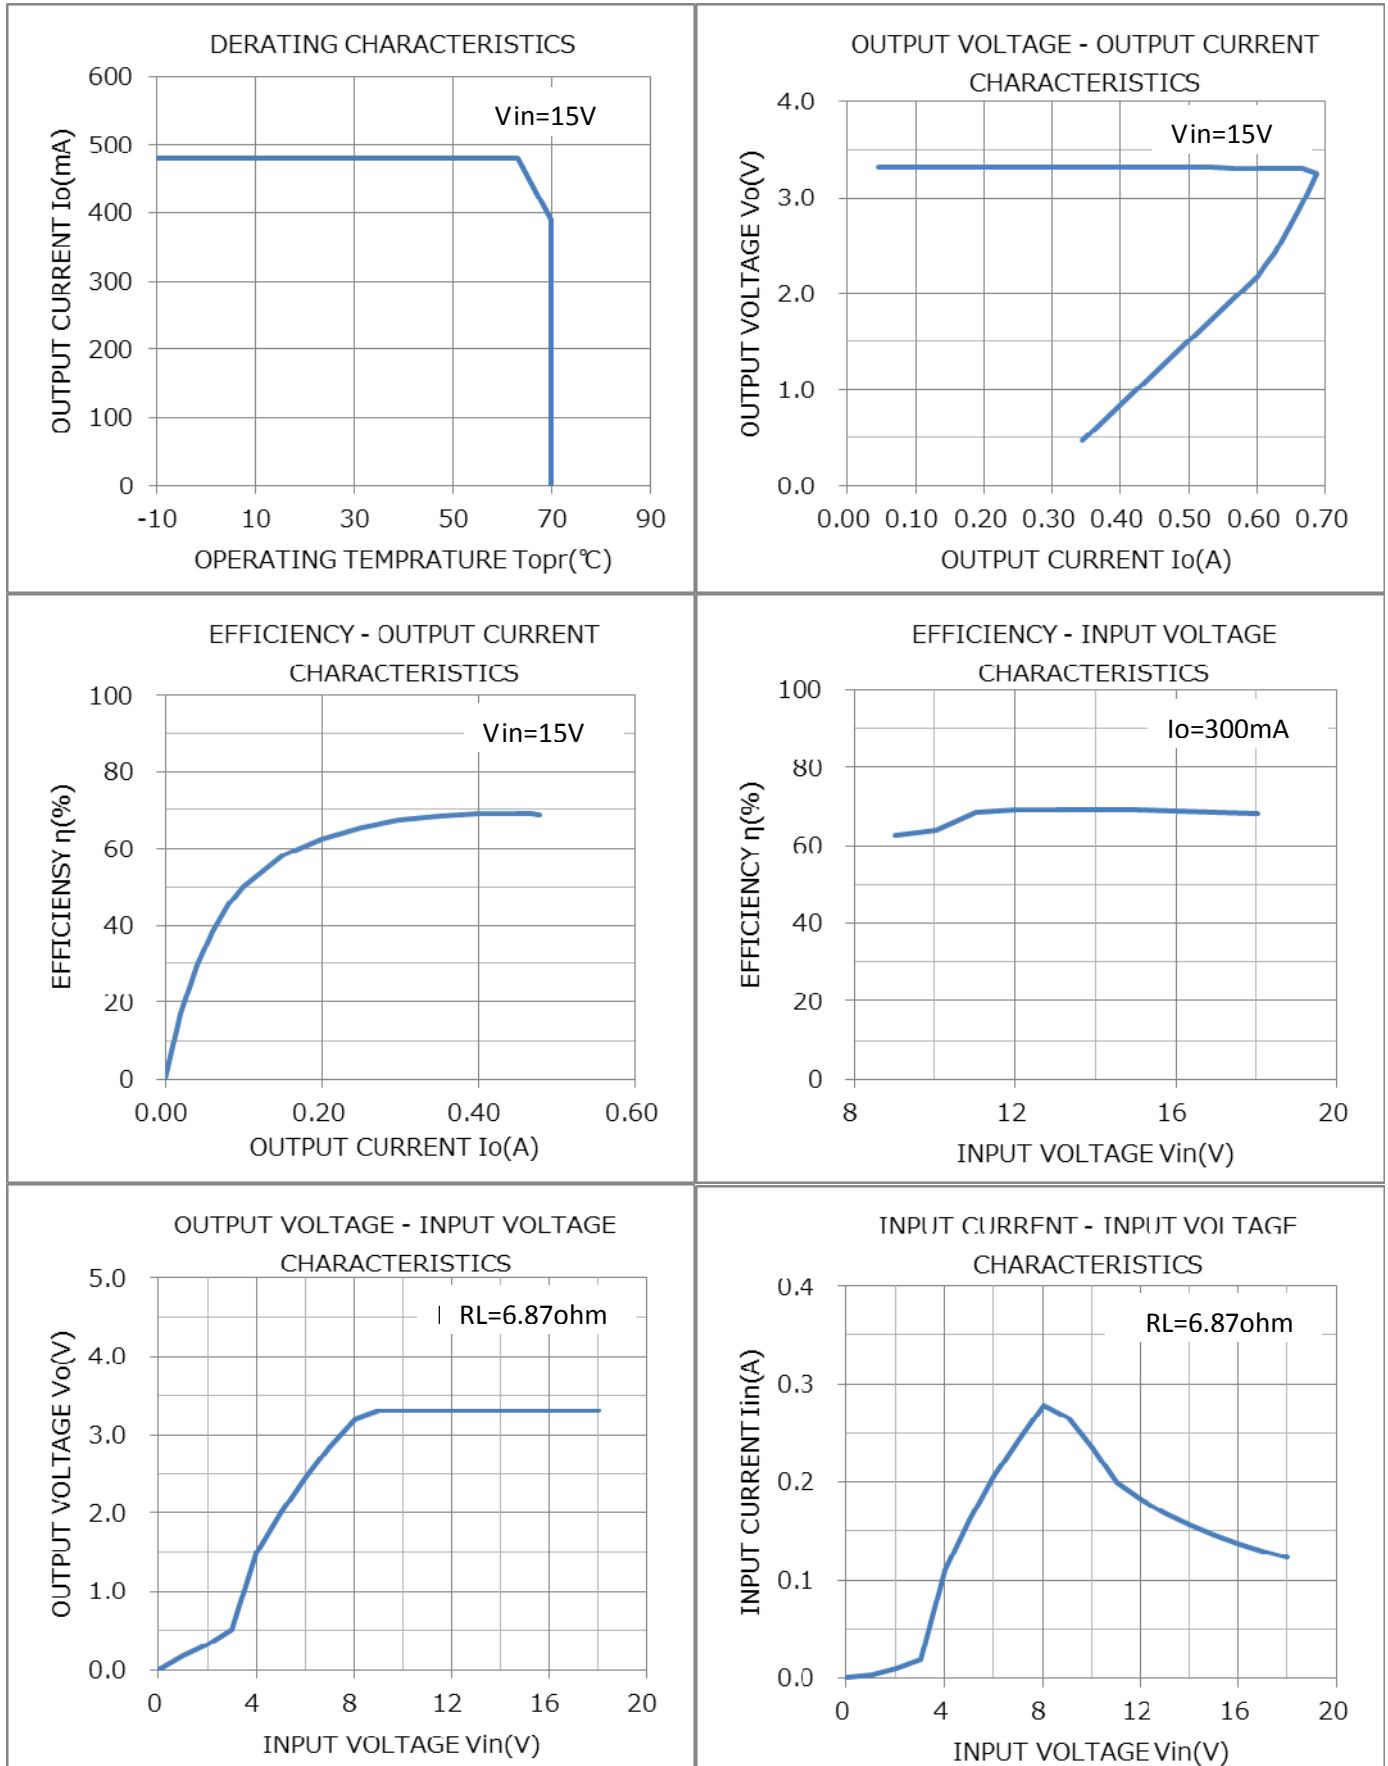 DERATING CHARACTERISTICS
Vin=15V
OUTPUT CURRENT Io(mA)
600
500
400
300
200
100
0
-10 10 30 50 70 90
OPERATING TEMPRATURE Topr(℃)
OUTPUT VOLTAGE - OUTPUT CURRENT
CHARACTERISTICS
Vin=15V
OUTPUT VOLTAGE Vo(V)
4.0
3.0
2.0
1.0
0.0
0.00 0.10 0.20 0.30 0.40 0.50 0.60 0.70
OUTPUT CURRENT Io(A)
EFFICIENCY - OUTPUT CURRENT
CHARACTERISTICS
Vin=15V
EFFICIENSY η(%)
100
80
60
40
20
0
0.00 0.20 0.40 0.60
OUTPUT CURRENT Io(A)
EFFICIENCY - INPUT VOLTAGE
CHARACTERISTICS
Io=300mA
EFFICIENCY η(%)
100
80
60
40
20
0
8 12 16 20
INPUT VOLTAGE Vin(V)
OUTPUT VOLTAGE - INPUT VOLTAGE
CHARACTERISTICS
RL=6.87ohm
OUTPUT VOLTAGE Vo(V)
5.0
4.0
3.0
2.0
1.0
0.0
0 4 8 12 16 20
INPUT VOLTAGE Vin(V)
INPUT CURRENT - INPUT VOLTAGE
CHARACTERISTICS
RL=6.87ohm
INPUT CURRENT Iin(A)
0.4
0.3
0.2
0.1
0.0
0 4 8 12 16 20
INPUT VOLTAGE Vin(V)